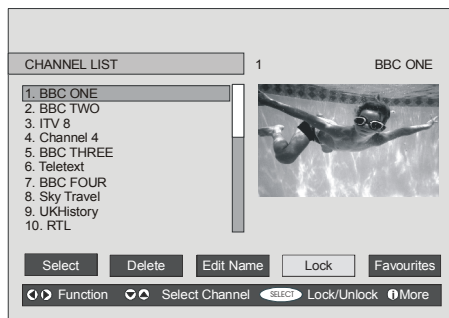 CHANNEL LIST
1 BBC ONE
1. BBC ONE
2. BBC TWO
3. ITV 8
4. Channel 4
5. BBC THREE
6. Teletext
7. BBC FOUR
8. Sky Travel
9. UKHistory
10. RTL
Select Delete Edit Name Lock Favourites
Function Select Channel SELECT Lock/Unlock i More